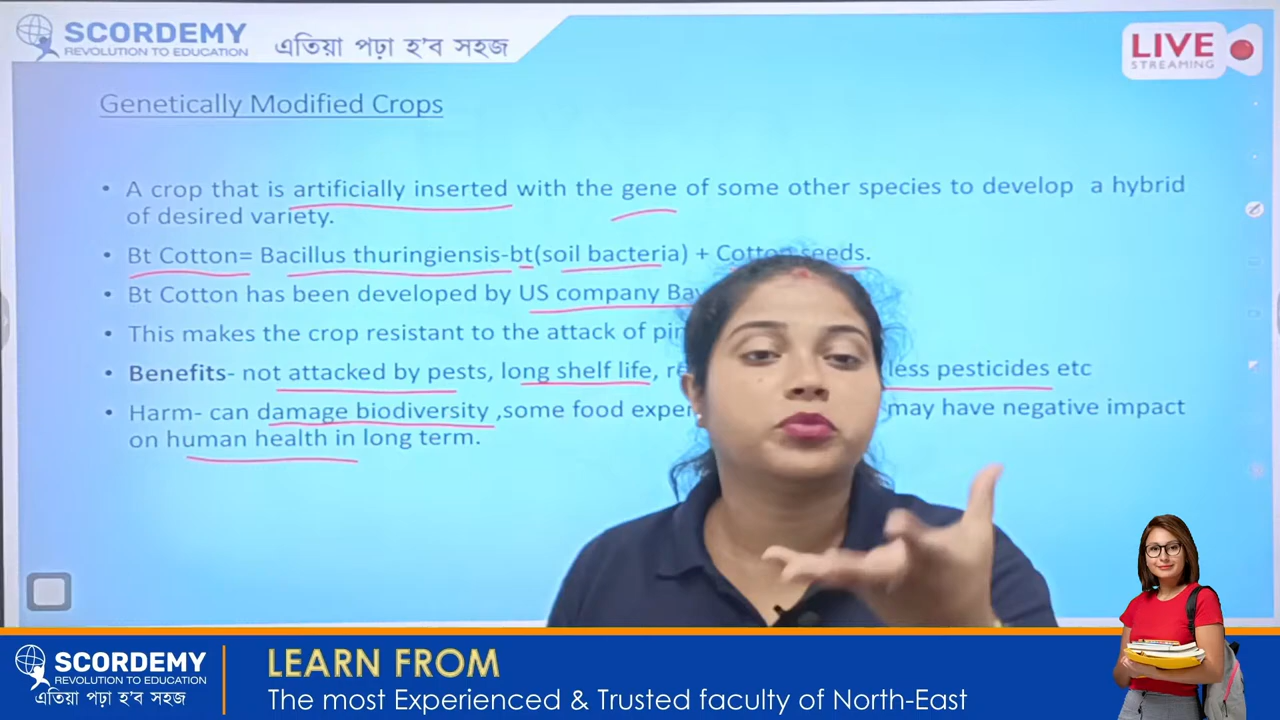 SCORDEMY
REVOLUTION TO EDUCATION
এতিয়া পঢ়া হ'ব সহজ
LIVE
STREAMING
Genetically Modified Crops
• A crop that is artificially inserted with the gene of some other species to develop a hybrid
of desired variety.
• Bt Cotton= Bacillus thuringiensis-bt(soil bacteria) + Cotton seeds.
• Bt Cotton has been developed by US company
• This makes the crop resistant to the attack of
• Benefits- not attacked by pests, long shelf life, less pesticides etc
• Harm- can damage biodiversity ,some food may have negative impact
on human health in long term.
SCORDEMY
REVOLUTION TO EDUCATION
এতিয়া পঢ়া হ'ব সহজ
LEARN FROM
The most Experienced & Trusted faculty of North-East